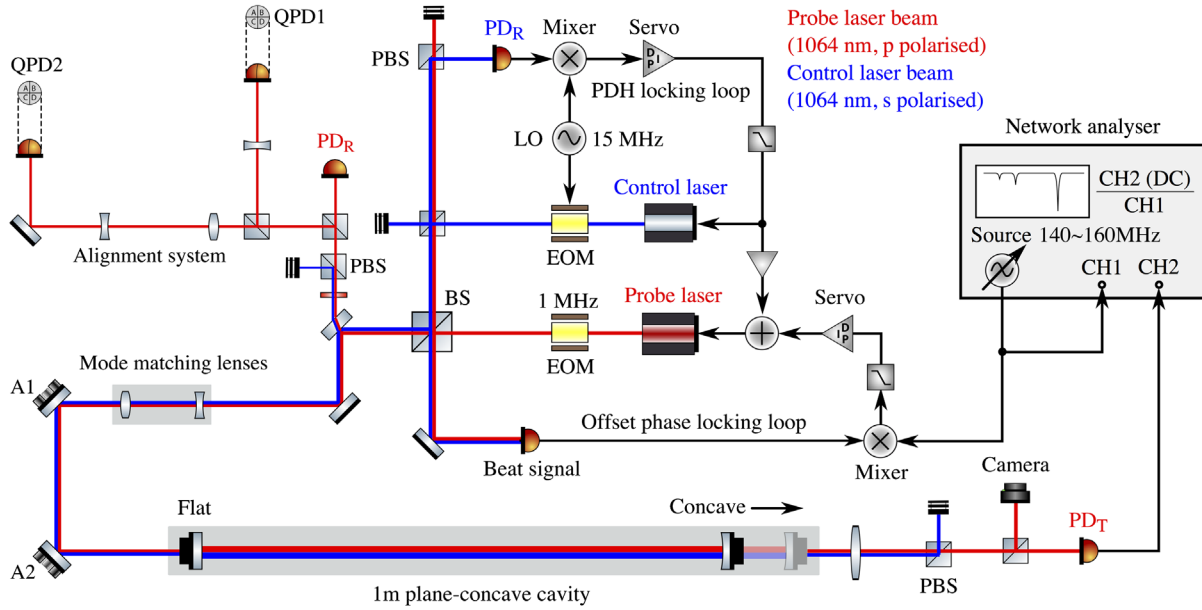 QPD1
QPD2
A B
C D
A B
C D
PD_R
Alignment system
PBS
PBS
PD_R
Mixer
Servo
D
I
P
PDH locking loop
LO
15 MHz
Probe laser beam
(1064 nm, p polarised)
Control laser beam
(1064 nm, s polarised)
Control laser
EOM
BS
1 MHz
Probe laser
EOM
Servo
D
I
P
Network analyser
CH2 (DC)
CH1
Source 140~160MHz
CH1
CH2
Mode matching lenses
A1
A2
Offset phase locking loop
Beat signal
Mixer
Camera
Flat
Concave
PD_T
PBS
1m plane-concave cavity